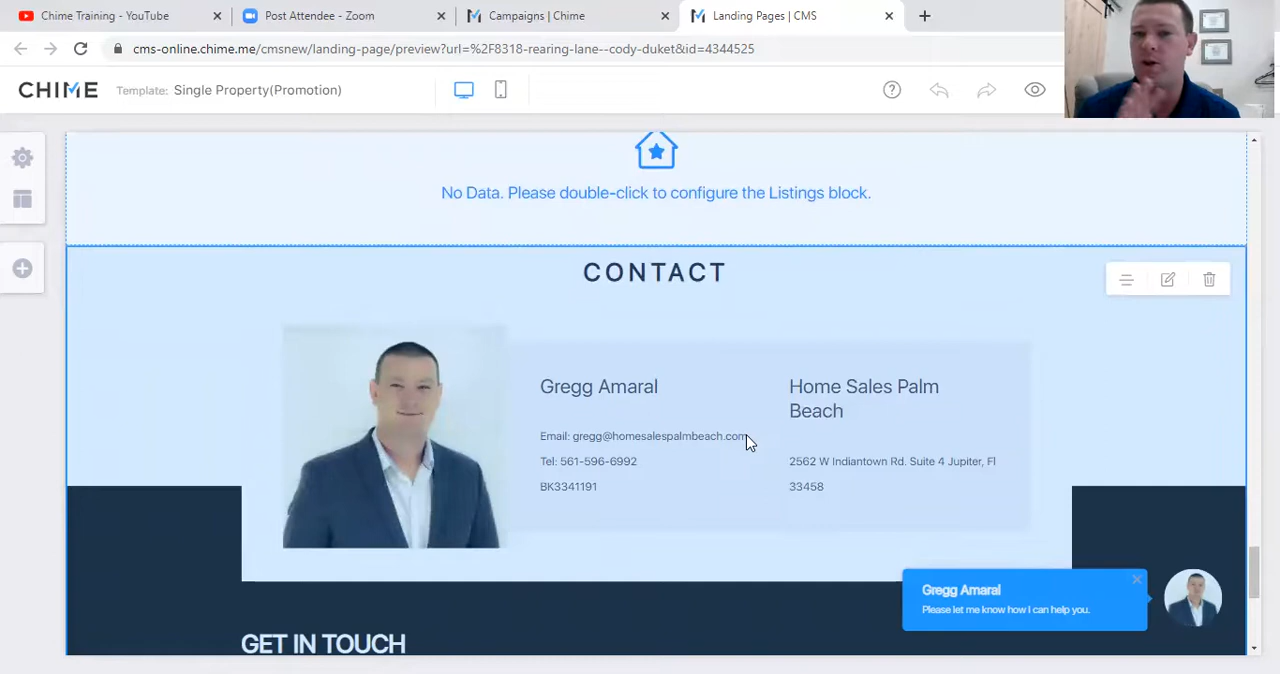 Chime Training - YouTube
Post Attendee - Zoom
Campaigns | Chime
Landing Pages | CMS
cms-online.chime.me/cmsnew/landing-page/preview?url=%2F8318-rearing-lane--cody-duket&id=4344525
CHIME Template: Single Property(Promotion)
No Data. Please double-click to configure the Listings block.
CONTACT
Gregg Amaral
Email: gregg@homesalespalmbeach.com
Tel: 561-596-6992
BK3341191
Home Sales Palm
Beach
2562 W Indiantown Rd. Suite 4 Jupiter, Fl
33458
Gregg Amaral
Please let me know how I can help you.
GET IN TOUCH